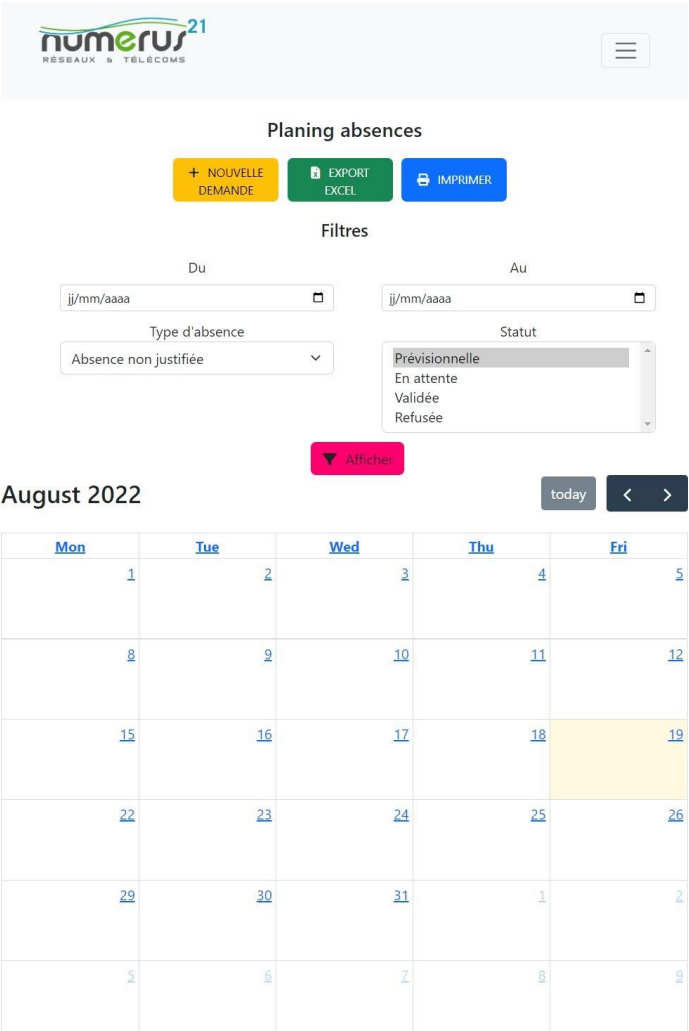 numerus 21
RÉSEAUX & TÉLÉCOMS
Planing absences
+ NOUVELLE
DEMANDE
EXPORT
EXCEL
IMPRIMER
Filtres
Du
Au
jj/mm/aaaa
jj/mm/aaaa
Type d'absence
Statut
Absence non justifiée
Prévisionnelle
En attente
Validée
Refusée
Afficher
August 2022
today
Mon Tue Wed Thu Fri
1 2 3 4 5
8 9 10 11 12
15 16 17 18 19
22 23 24 25 26
29 30 31 1 2
5 6 7 8 9